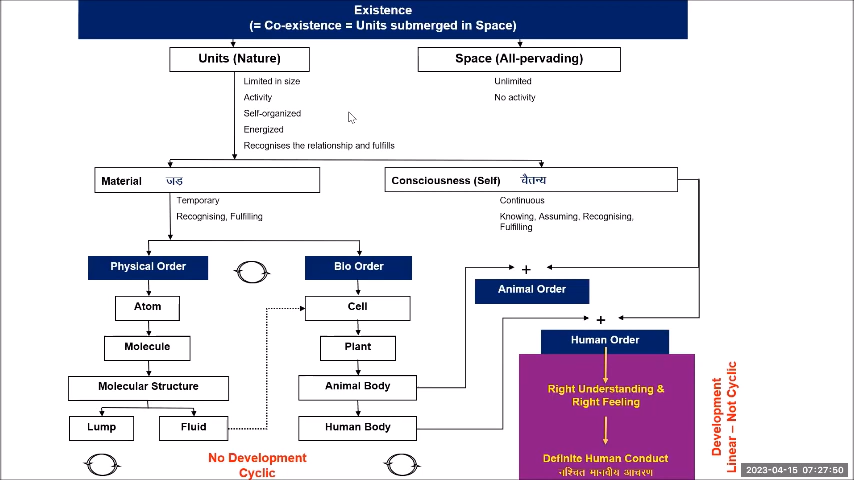 Existence
(= Co-existence = Units submerged in Space)
Units (Nature)
Space (All-pervading)
Limited in size
Activity
Self-organized
Energized
Recognises the relationship and fulfills
Unlimited
No activity
Material जड
Consciousness (Self) चैतन्य
Temporary
Recognising, Fulfilling
Continuous
Knowing, Assuming, Recognising,
Fulfilling
Physical Order
Bio Order
+
Animal Order
Atom
Cell
+
Human Order
Molecule
Plant
Molecular Structure
Animal Body
Right Understanding &
Right Feeling
Lump
Fluid
Human Body
No Development
Cyclic
Definite Human Conduct
निश्चित मानवीय आचरण
Development
Linear – Not Cyclic
2023-04-15 07:27:50